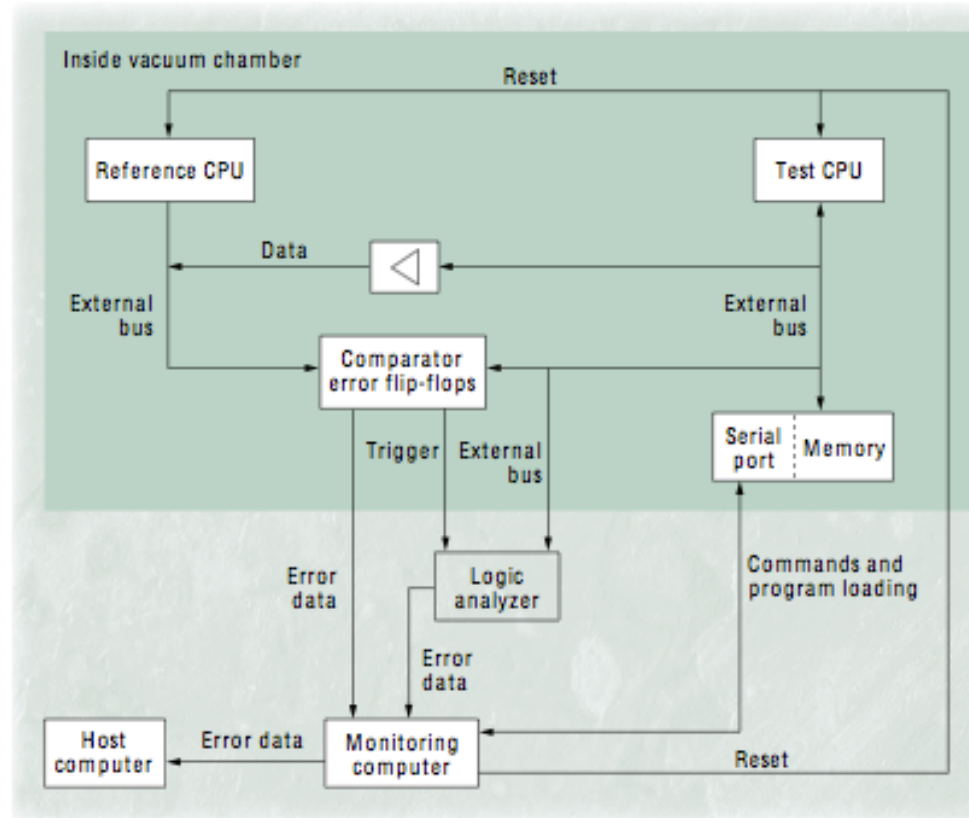 Inside vacuum chamber
Reset
Reference CPU
Test CPU
Data
External
bus
External
bus
Comparator
error flip-flops
Trigger
External
bus
Serial
port
Memory
Error
data
Logic
analyzer
Commands and
program loading
Error
data
Host
computer
Error data
Monitoring
computer
Reset